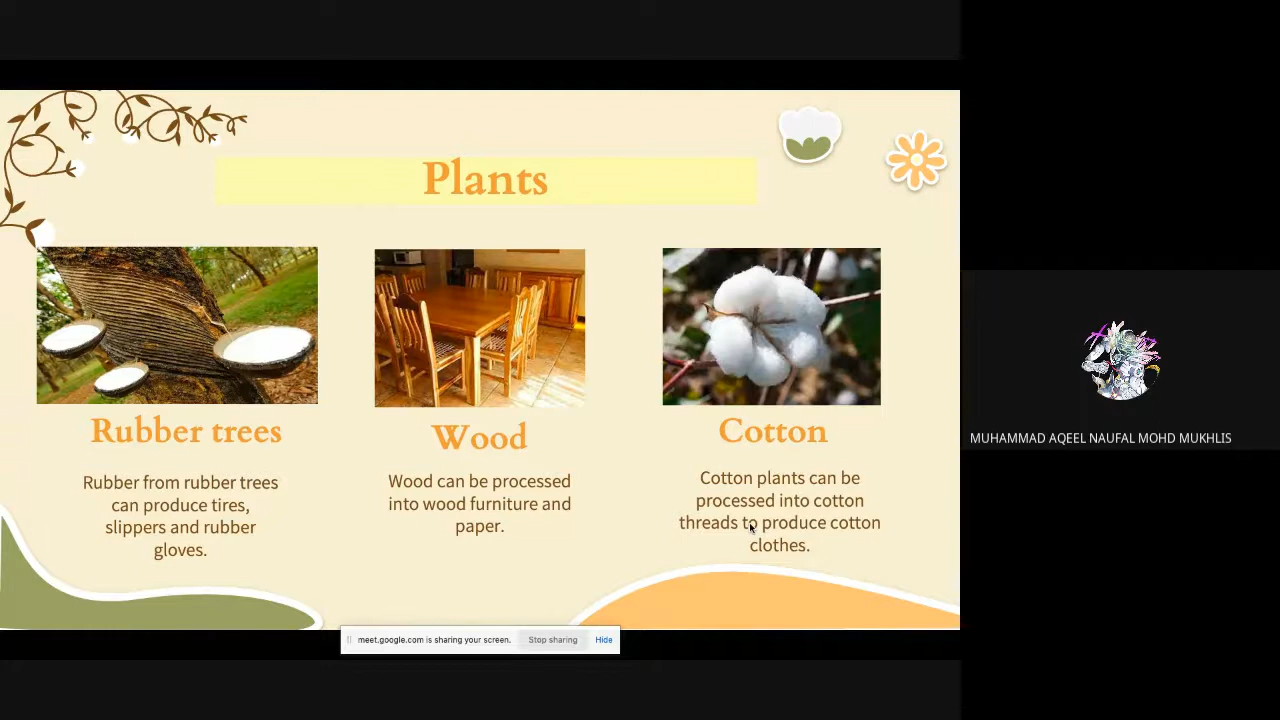 Plants
Rubber trees
Rubber from rubber trees
can produce tires,
slippers and rubber
gloves.
Wood
Wood can be processed
into wood furniture and
paper.
Cotton
Cotton plants can be
processed into cotton
threads to produce cotton
clothes.
MUHAMMAD AQEEL NAUFAL MOHD MUKHLIS
meet.google.com is sharing your screen. Stop sharing Hide